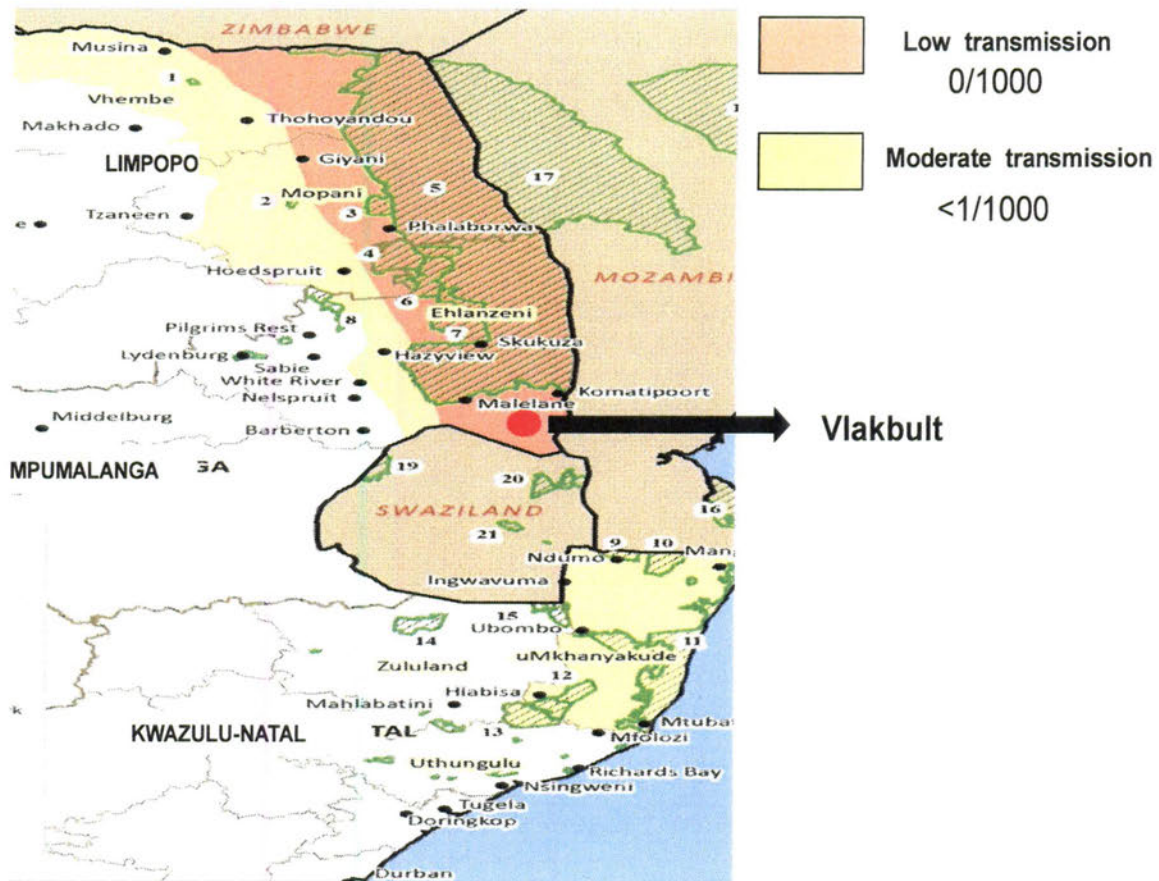 ZIMBABWE
Musina
1
Vhembe
Makhado
Thohoyandou
LIMPOPO
Giyani
Mopani
2
3
5
17
Tzaneen
e
Phalaborwa
4
Hoedspruit
MOZAMBI
6
Ehlanzeni
8
7
Pilgrims Rest
Skukuza
Lydenburg
Hazyview
Sabie
White River
Komatipoort
Nelspruit
Malelane
Middelburg
Barberton
Vlakbult
MPUMALANGA
GA
19
20
SWAZILAND
16
21
9
10
Ndumo
Mang
Ingwavuma
15
Ubombo
14
11
uMkhanyakude
Zululand
12
Hlabisa
Mahlabatini
k
Mtubat
KWAZULU-NATAL
TAL
13
Mfolozi
Uthungulu
Richards Bay
Nsingweni
Tugela
Doringkop
Durban
Low transmission
0/1000
Moderate transmission
<1/1000